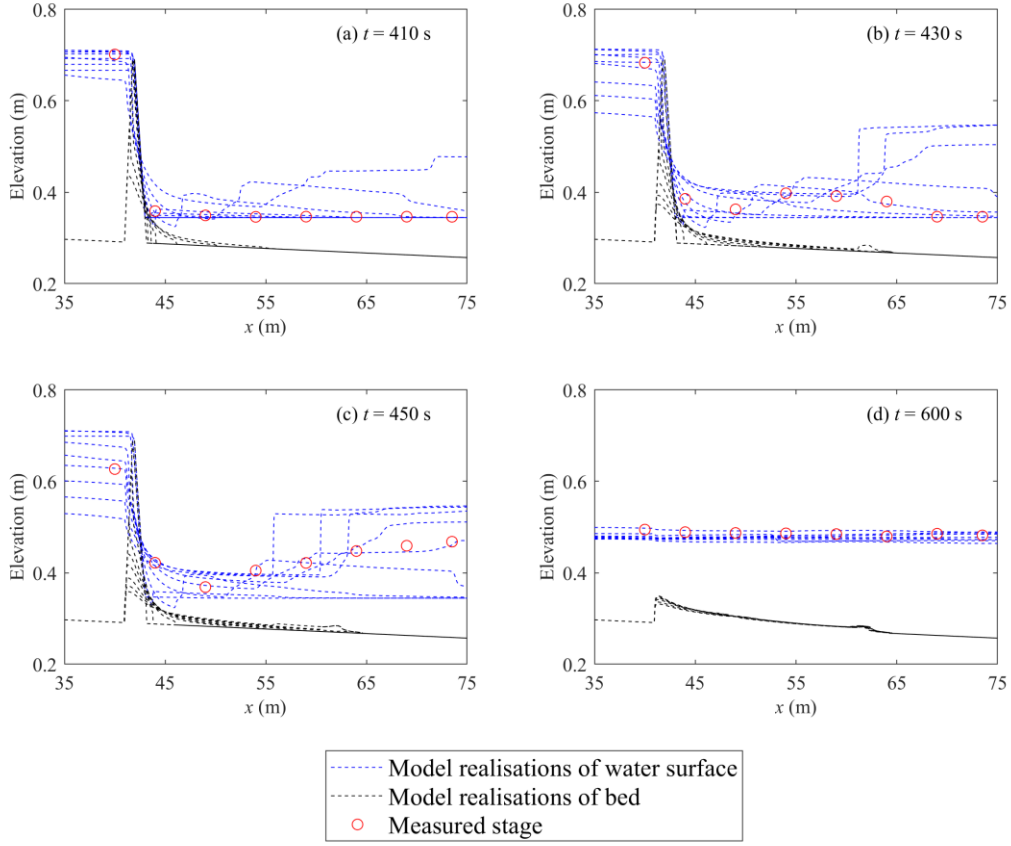 0.8
0.6
0.4
0.2
Elevation (m)
(a) t = 410 s
35 45 55 65 75
x (m)
0.8
0.6
0.4
0.2
Elevation (m)
(b) t = 430 s
35 45 55 65 75
x (m)
0.8
0.6
0.4
0.2
Elevation (m)
(c) t = 450 s
35 45 55 65 75
x (m)
0.8
0.6
0.4
0.2
Elevation (m)
(d) t = 600 s
35 45 55 65 75
x (m)
Model realisations of water surface
Model realisations of bed
Measured stage